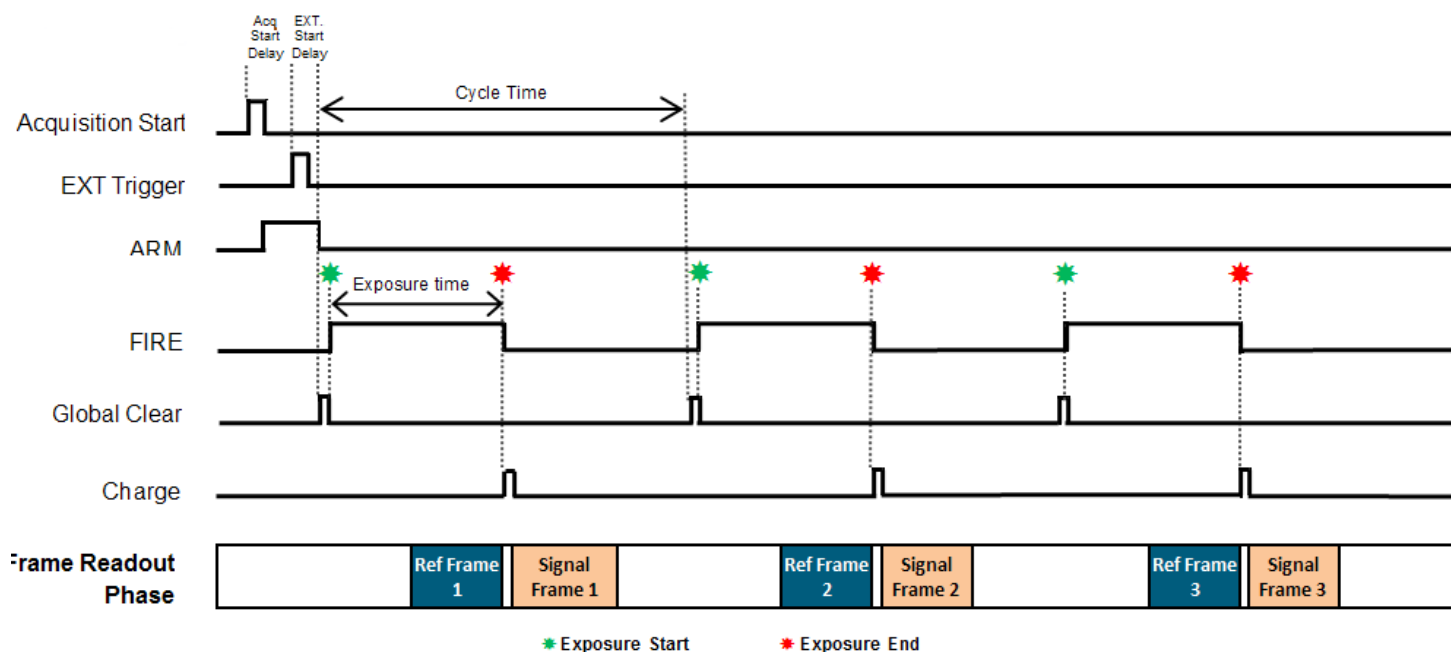 Acq
Start
Delay
EXT.
Start
Delay
Cycle Time
Acquisition Start
EXT Trigger
ARM
Exposure time
FIRE
Global Clear
Charge
Frame Readout
Phase
Ref Frame
1
Signal
Frame 1
Ref Frame
2
Signal
Frame 2
Ref Frame
3
Signal
Frame 3
Exposure Start
Exposure End